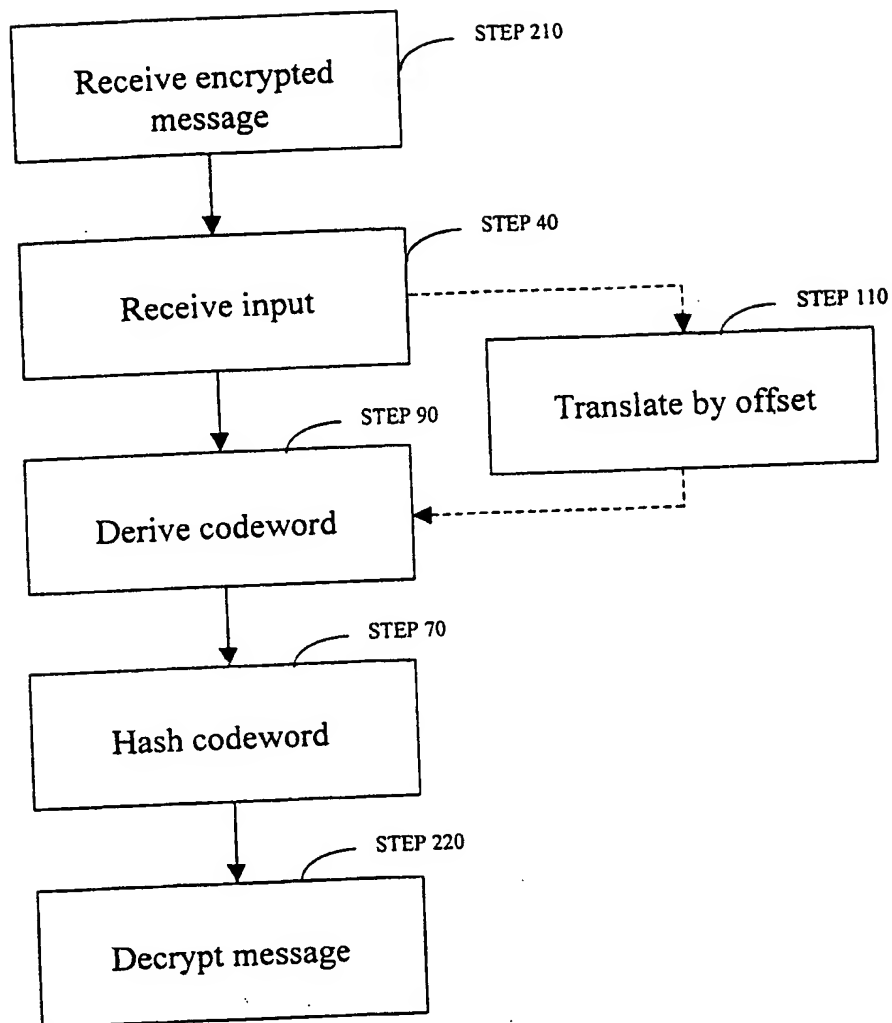 STEP 210
Receive encrypted
message
STEP 40
Receive input
STEP 110
Translate by offset
STEP 90
Derive codeword
STEP 70
Hash codeword
STEP 220
Decrypt message